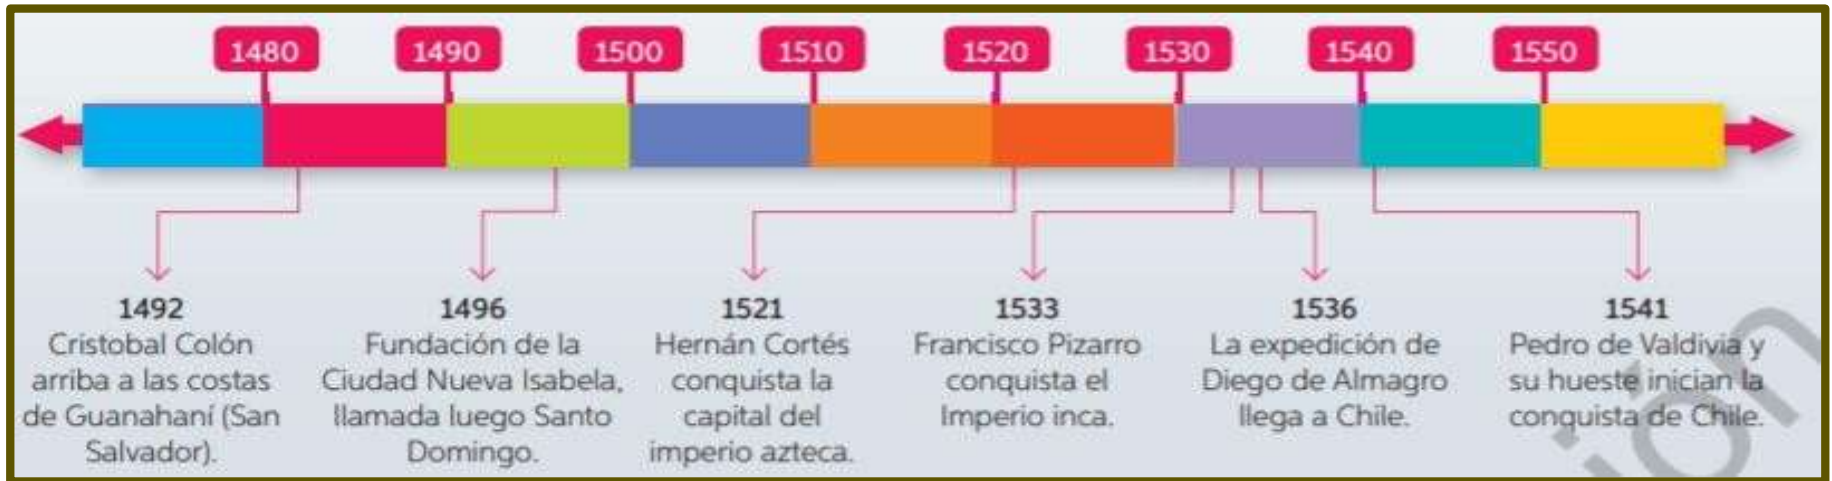 1480 1490 1500 1510 1520 1530 1540 1550
1492
Cristobal Colón
arriba a las costas
de Guanahaní (San
Salvador).
1496
Fundación de la
Ciudad Nueva Isabela,
llamada luego Santo
Domingo.
1521
Hernán Cortés
conquista la
capital del
imperio azteca.
1533
Francisco Pizarro
conquista el
Imperio inca.
1536
La expedición de
Diego de Almagro
llega a Chile.
1541
Pedro de Valdivia y
su hueste inician la
conquista de Chile.